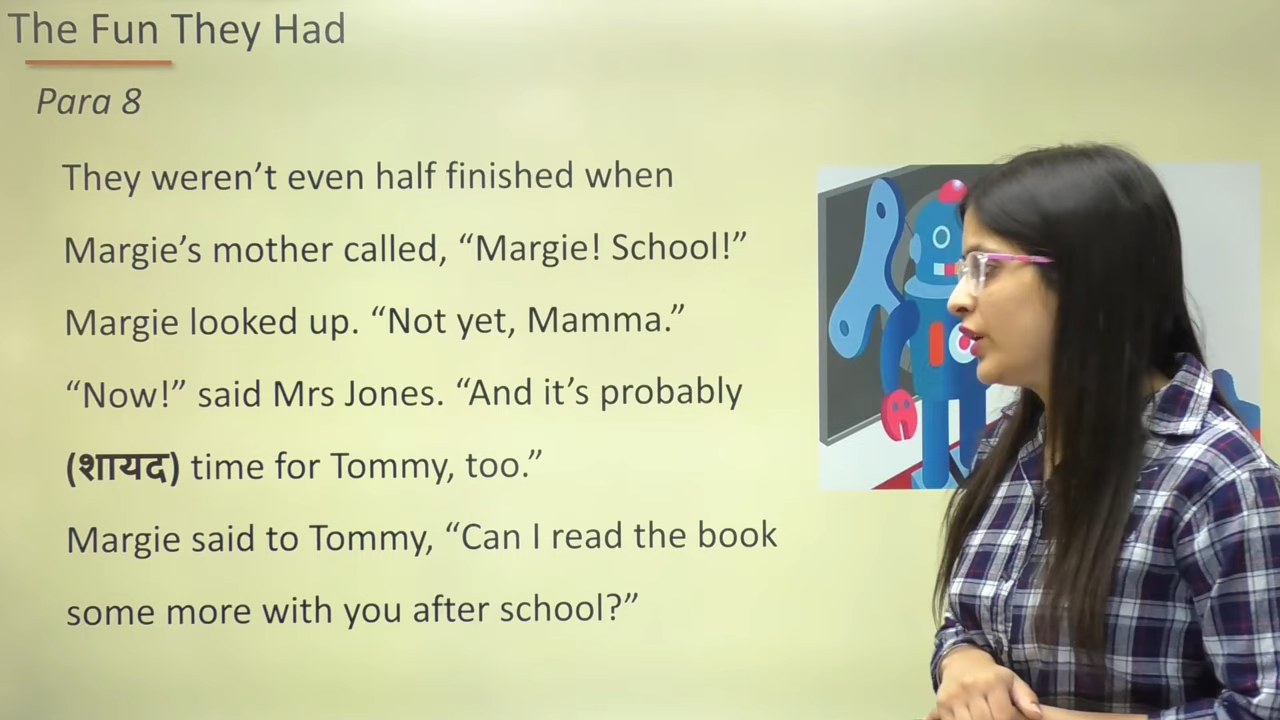 The Fun They Had
Para 8
They weren’t even half finished when
Margie’s mother called, “Margie! School!”
Margie looked up. “Not yet, Mamma.”
“Now!” said Mrs Jones. “And it’s probably
(शायद) time for Tommy, too.”
Margie said to Tommy, “Can I read the book
some more with you after school?”